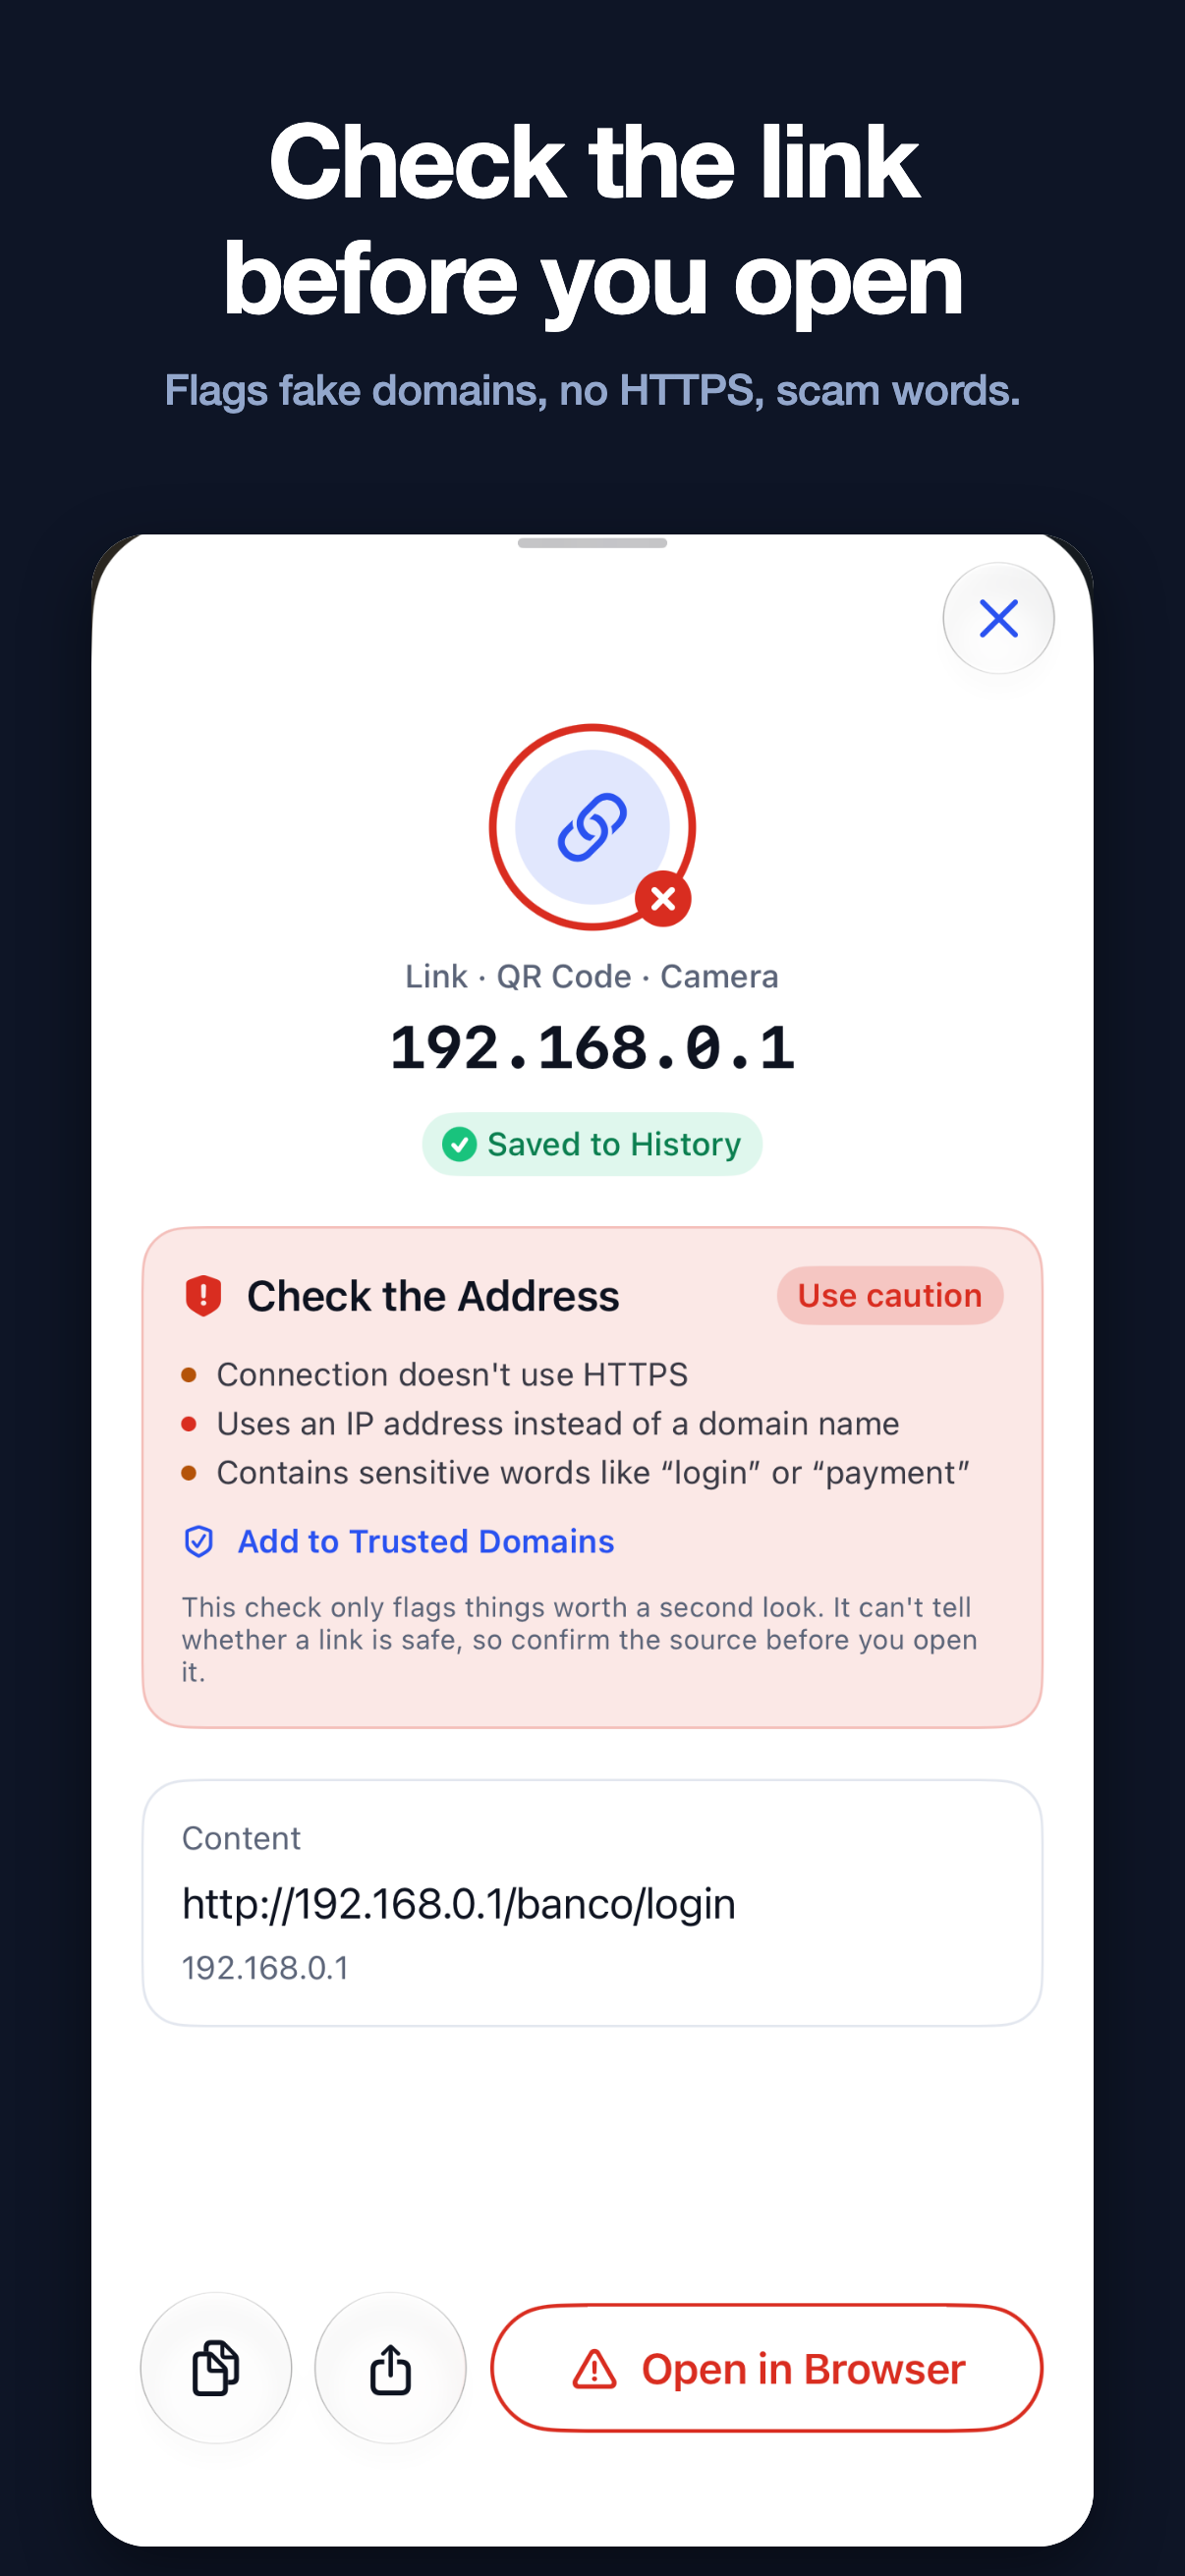 Check the link
before you open
Flags fake domains, no HTTPS, scam words.
Link · QR Code · Camera
192.168.0.1
Saved to History
Check the Address
Use caution
Connection doesn't use HTTPS
Uses an IP address instead of a domain name
Contains sensitive words like “login” or “payment”
Add to Trusted Domains
This check only flags things worth a second look. It can't tell
whether a link is safe, so confirm the source before you open
it.
Content
http://192.168.0.1/banco/login
192.168.0.1
Open in Browser